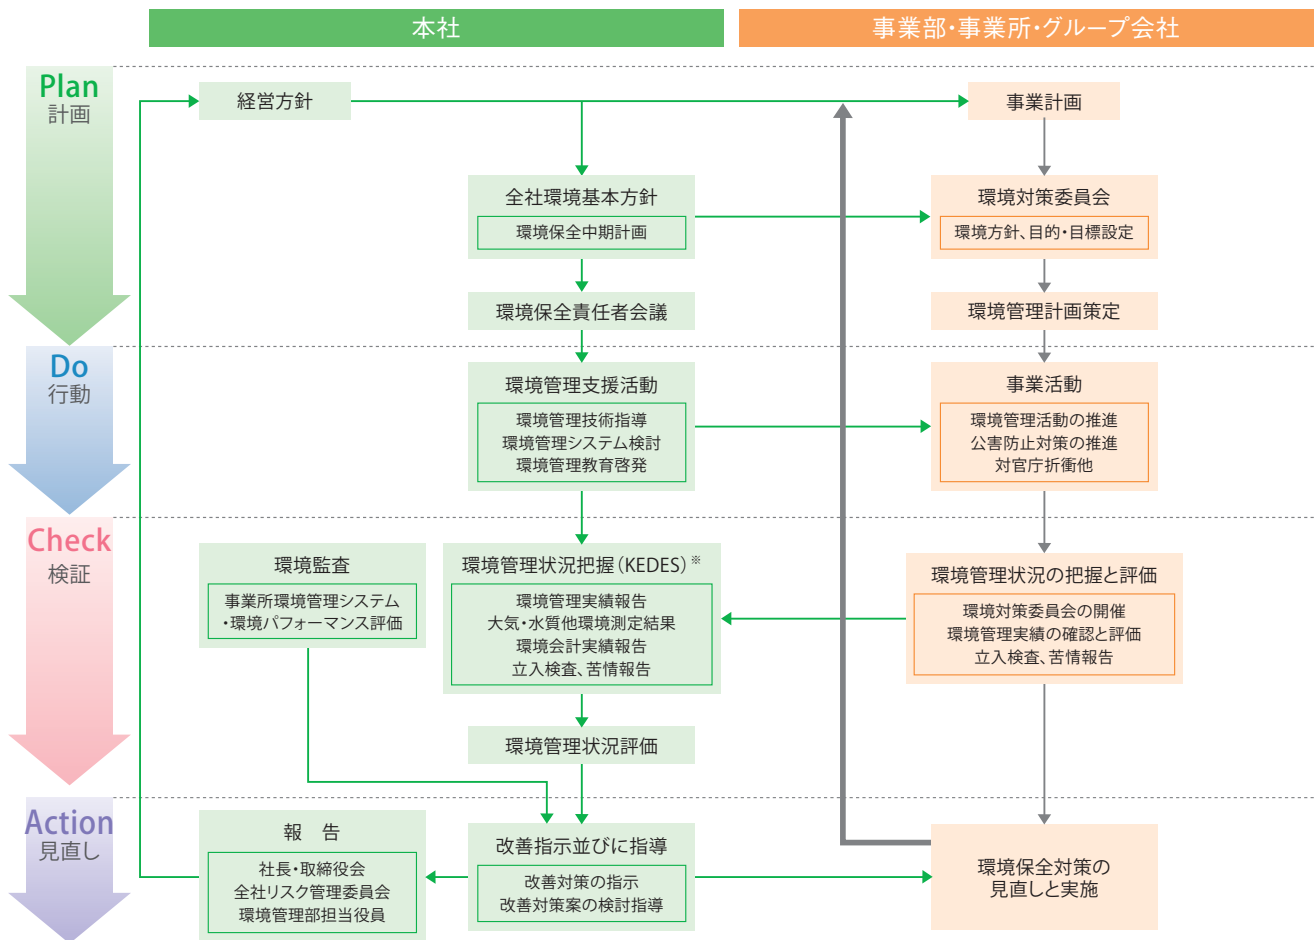 本社
事業部・事業所・グループ会社
Plan
計画
経営方針
事業計画
全社環境基本方針
環境保全中期計画
環境対策委員会
環境方針、目的・目標設定
環境保全責任者会議
環境管理計画策定
Do
行動
環境管理支援活動
環境管理技術指導
環境管理システム検討
環境管理教育啓発
事業活動
環境管理活動の推進
公害防止対策の推進
対官庁折衝他
Check
検証
環境監査
事業所環境管理システム
・環境パフォーマンス評価
環境管理状況把握（KEDES）※
環境管理実績報告
大気・水質他環境測定結果
環境会計実績報告
立入検査、苦情報告
環境管理状況の把握と評価
環境対策委員会の開催
環境管理実績の確認と評価
立入検査、苦情報告
環境管理状況評価
Action
見直し
報　告
社長・取締役会
全社リスク管理委員会
環境管理部担当役員
改善指示並びに指導
改善対策の指示
改善対策案の検討指導
環境保全対策の
見直しと実施